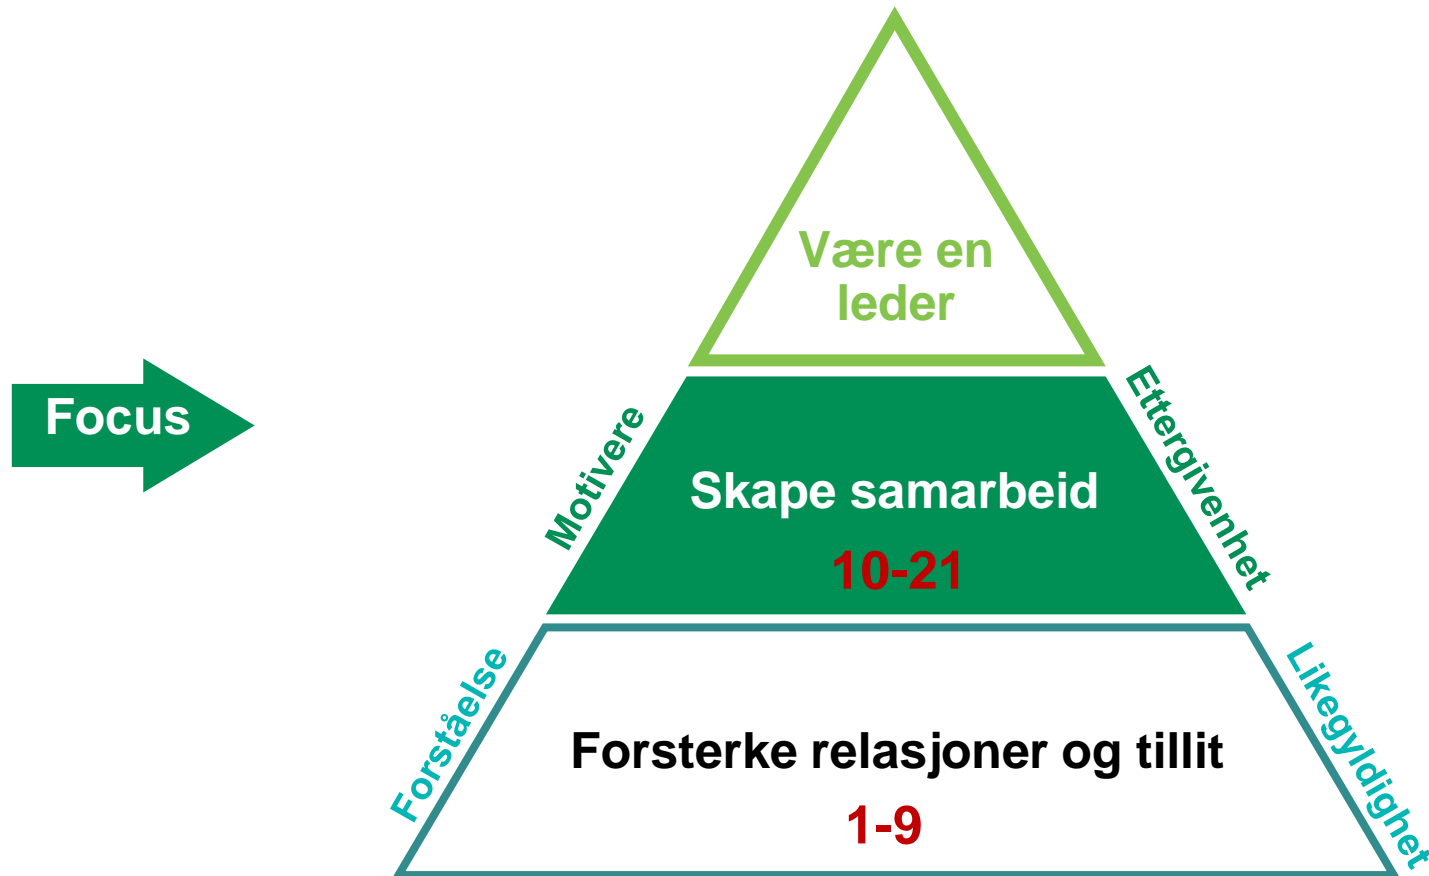 Være en
leder
Focus
Motivere
Ettergivenhet
Skape samarbeid
10-21
Forståelse
Likegyldighet
Forsterke relasjoner og tillit
1-9